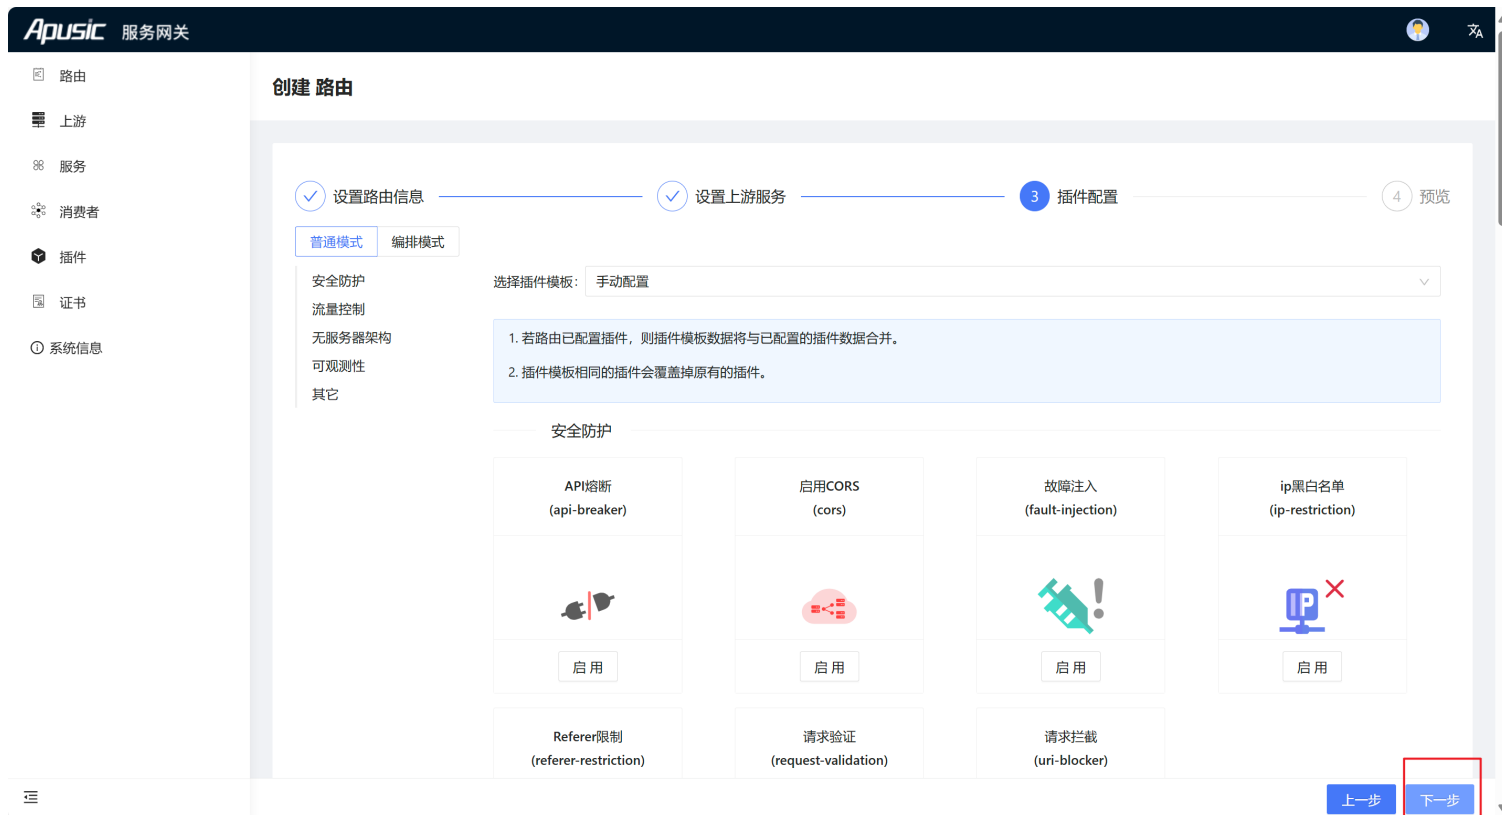 Apusic 服务网关
路由
上游
服务
消费者
插件
证书
系统信息
创建 路由
设置路由信息
设置上游服务
3 插件配置
4 预览
普通模式 编排模式
安全防护
流量控制
无服务器架构
可观测性
其它
选择插件模板： 手动配置
1. 若路由已配置插件，则插件模板数据将与已配置的插件数据合并。
2. 插件模板相同的插件会覆盖掉原有的插件。
安全防护
API熔断
(api-breaker)
启 用
启用CORS
(cors)
启 用
故障注入
(fault-injection)
启 用
ip黑白名单
(ip-restriction)
启 用
Referer限制
(referer-restriction)
请求验证
(request-validation)
请求拦截
(uri-blocker)
上一步 下一步